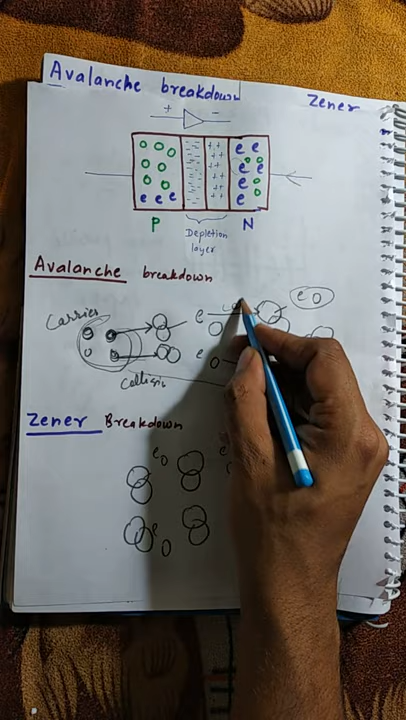 Avalanche breakdown
Zener
+ -
P
Depletion
layer
N
Avalanche breakdown
Carrier
e
e O
e
Collision
Zener Breakdown
e
e
e